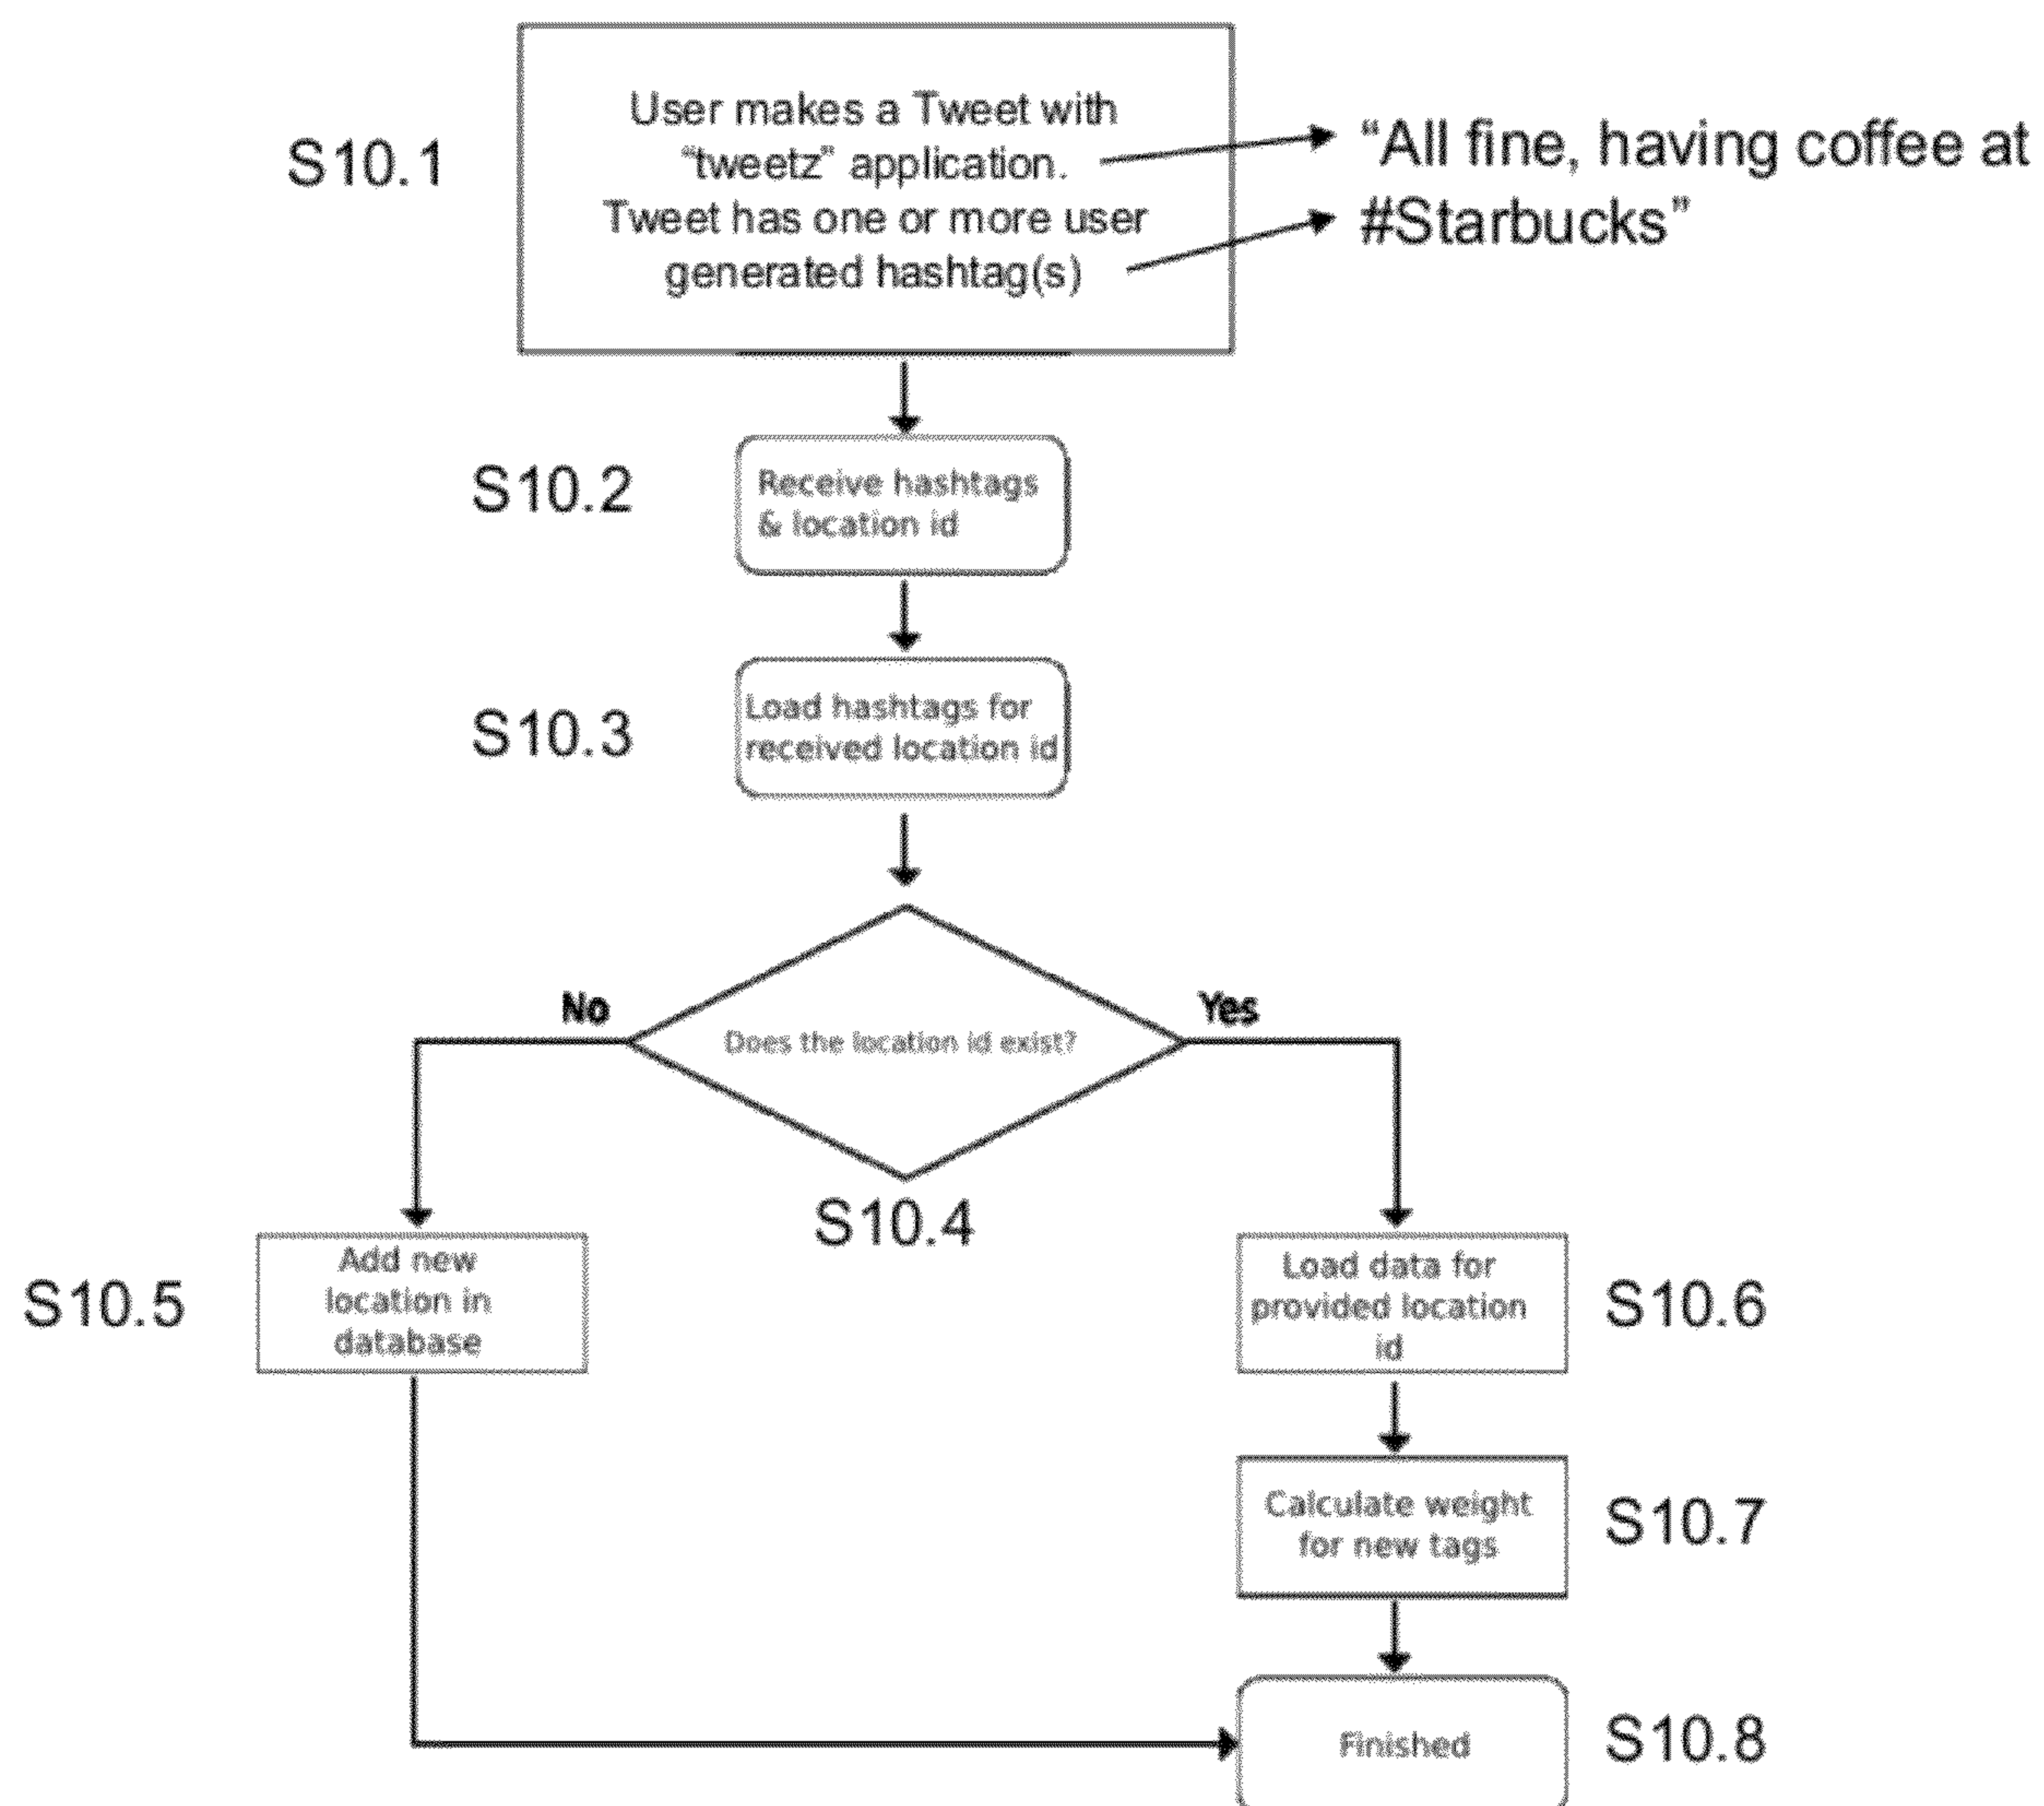 User makes a Tweet with
“tweetz” application.
Tweet has one or more user
generated hashtag(s)
S10.1
“All fine, having coffee at
#Starbucks”
S10.2
Receive hashtags
& location id
S10.3
Load hashtags for
received location id
No
Yes
Does the location id exist?
S10.4
S10.5
Add new
location in
database
Load data for
provided location
id
S10.6
Calculate weight
for new tags
S10.7
Finished
S10.8